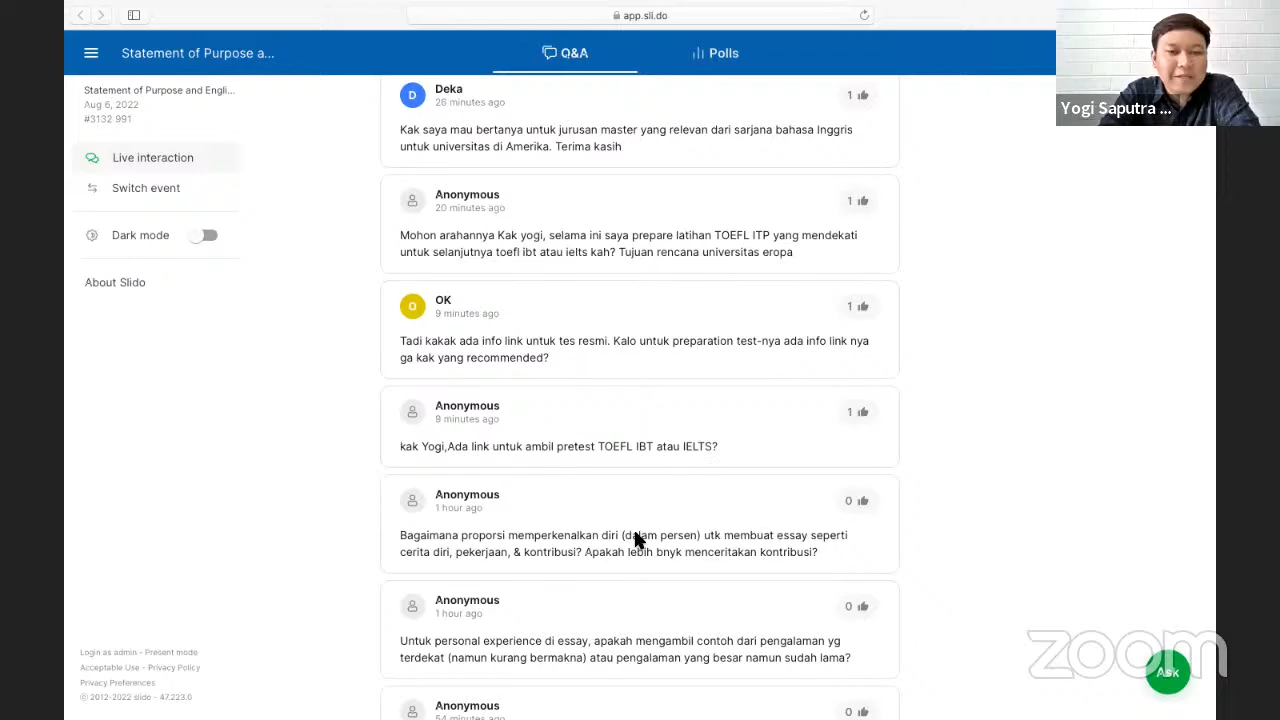 app.sli.do
Statement of Purpose a...
Q&A
Polls
Yogi Saputra ...
Statement of Purpose and Engli...
Aug 6, 2022
#3132 991
Live interaction
Switch event
Dark mode
About Slido
D
Deka
26 minutes ago
1
Kak saya mau bertanya untuk jurusan master yang relevan dari sarjana bahasa Inggris
untuk universitas di Amerika. Terima kasih
Anonymous
20 minutes ago
1
Mohon arahannya Kak yogi, selama ini saya prepare latihan TOEFL ITP yang mendekati
untuk selanjutnya toefl ibt atau ielts kah? Tujuan rencana universitas eropa
O
OK
9 minutes ago
1
Tadi kakak ada info link untuk tes resmi. Kalo untuk preparation test-nya ada info link nya
ga kak yang recommended?
Anonymous
9 minutes ago
1
kak Yogi,Ada link untuk ambil pretest TOEFL IBT atau IELTS?
Anonymous
1 hour ago
0
Bagaimana proporsi memperkenalkan diri (dalam persen) utk membuat essay seperti
cerita diri, pekerjaan, & kontribusi? Apakah lebih bnyk menceritakan kontribusi?
Anonymous
1 hour ago
0
Untuk personal experience di essay, apakah mengambil contoh dari pengalaman yg
terdekat (namun kurang bermakna) atau pengalaman yang besar namun sudah lama?
Anonymous
54 minutes ago
0
Login as admin - Present mode
Acceptable Use - Privacy Policy
Privacy Preferences
© 2012-2022 slido - 47.223.0
zoom
Ask